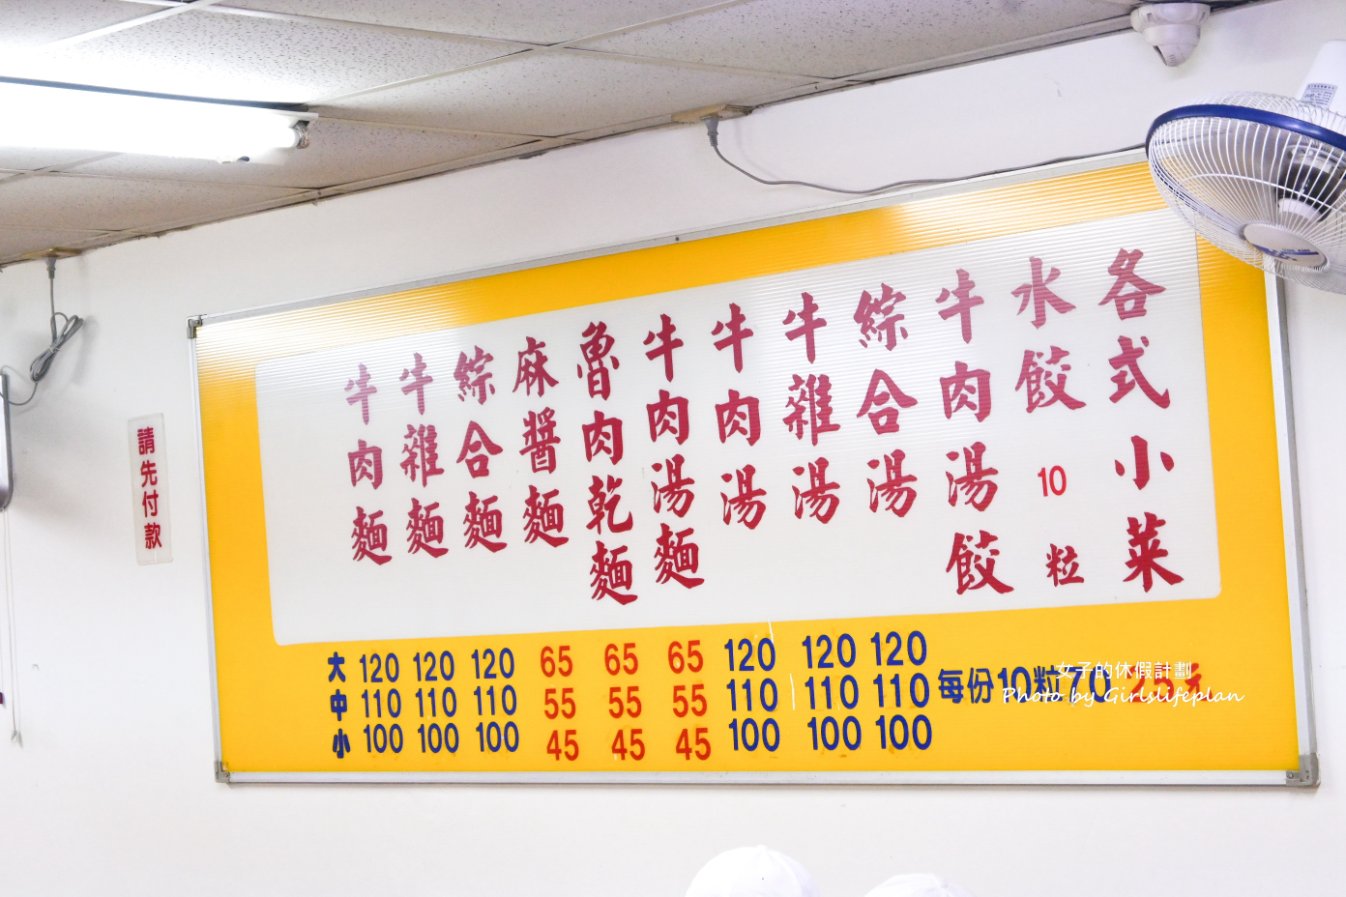 請先付款
牛肉麵
牛雜麵
綜合麵
麻醬麵
魯肉乾麵
牛肉湯麵
牛肉湯
牛雜湯
綜合湯
牛肉湯餃
水餃10粒
各式小菜
大 120 120 120 65 65 65 120 120 120
中 110 110 110 55 55 55 110 110 110
小 100 100 100 45 45 45 100 100 100
每份10粒70
女子的休假計劃
Photo by Girlslifeplan